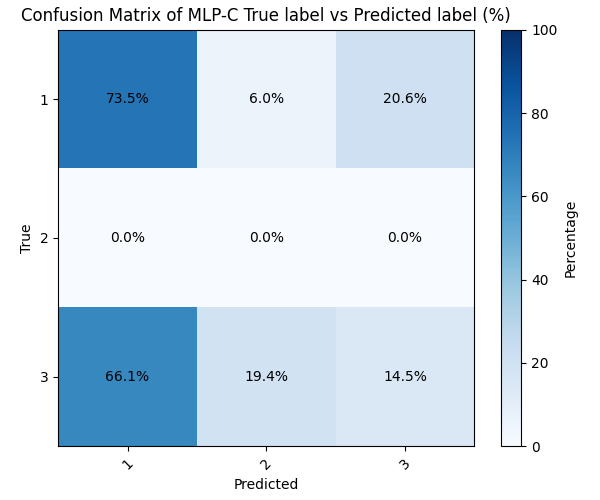 Confusion Matrix of MLP-C True label vs Predicted label (%)
1 73.5% 6.0% 20.6%
2 0.0% 0.0% 0.0%
3 66.1% 19.4% 14.5%
1 2 3
Predicted
True
100
80
60
40
20
0
Percentage